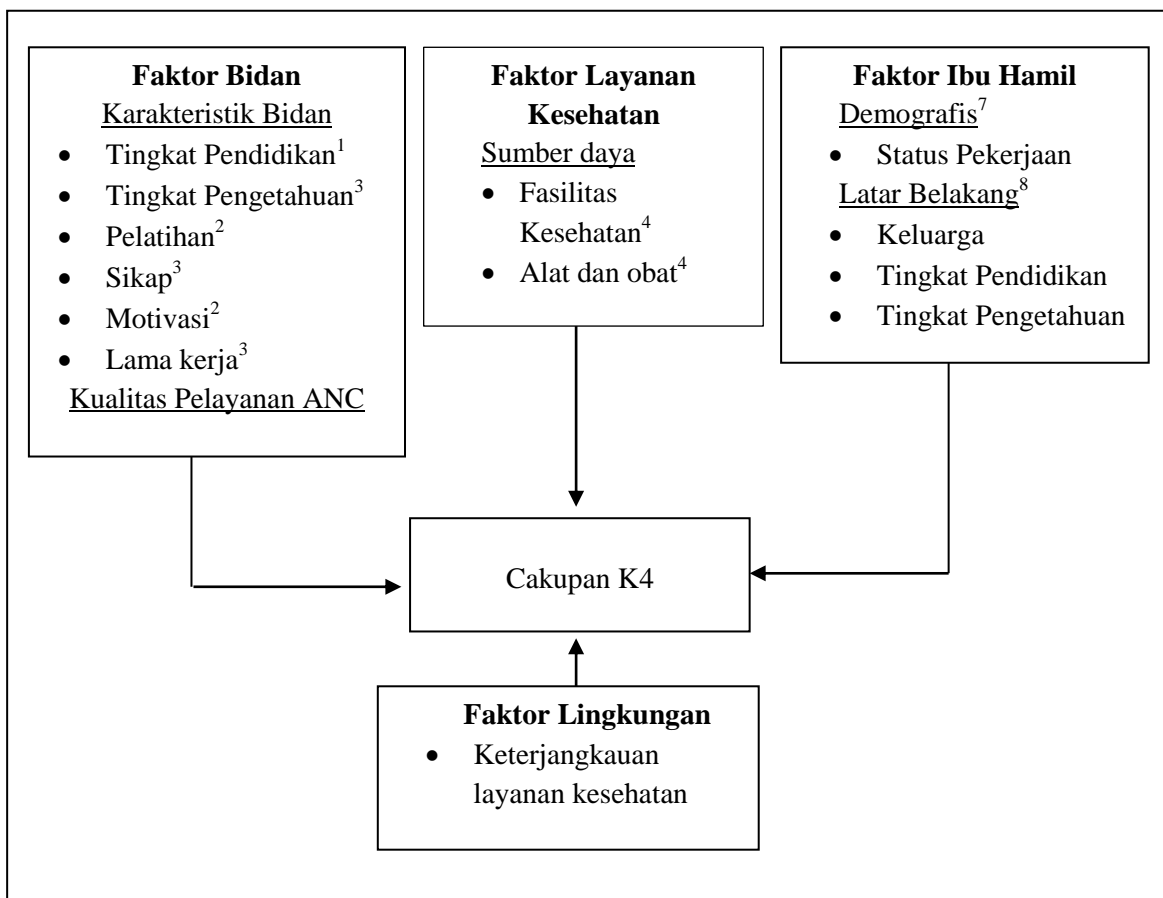 Faktor Bidan
Karakteristik Bidan
• Tingkat Pendidikan¹
• Tingkat Pengetahuan³
• Pelatihan²
• Sikap³
• Motivasi²
• Lama kerja³
Kualitas Pelayanan ANC
Faktor Layanan
Kesehatan
Sumber daya
• Fasilitas
Kesehatan⁴
• Alat dan obat⁴
Faktor Ibu Hamil
Demografis⁷
• Status Pekerjaan
Latar Belakang⁸
• Keluarga
• Tingkat Pendidikan
• Tingkat Pengetahuan
Cakupan K4
Faktor Lingkungan
• Keterjangkauan
layanan kesehatan